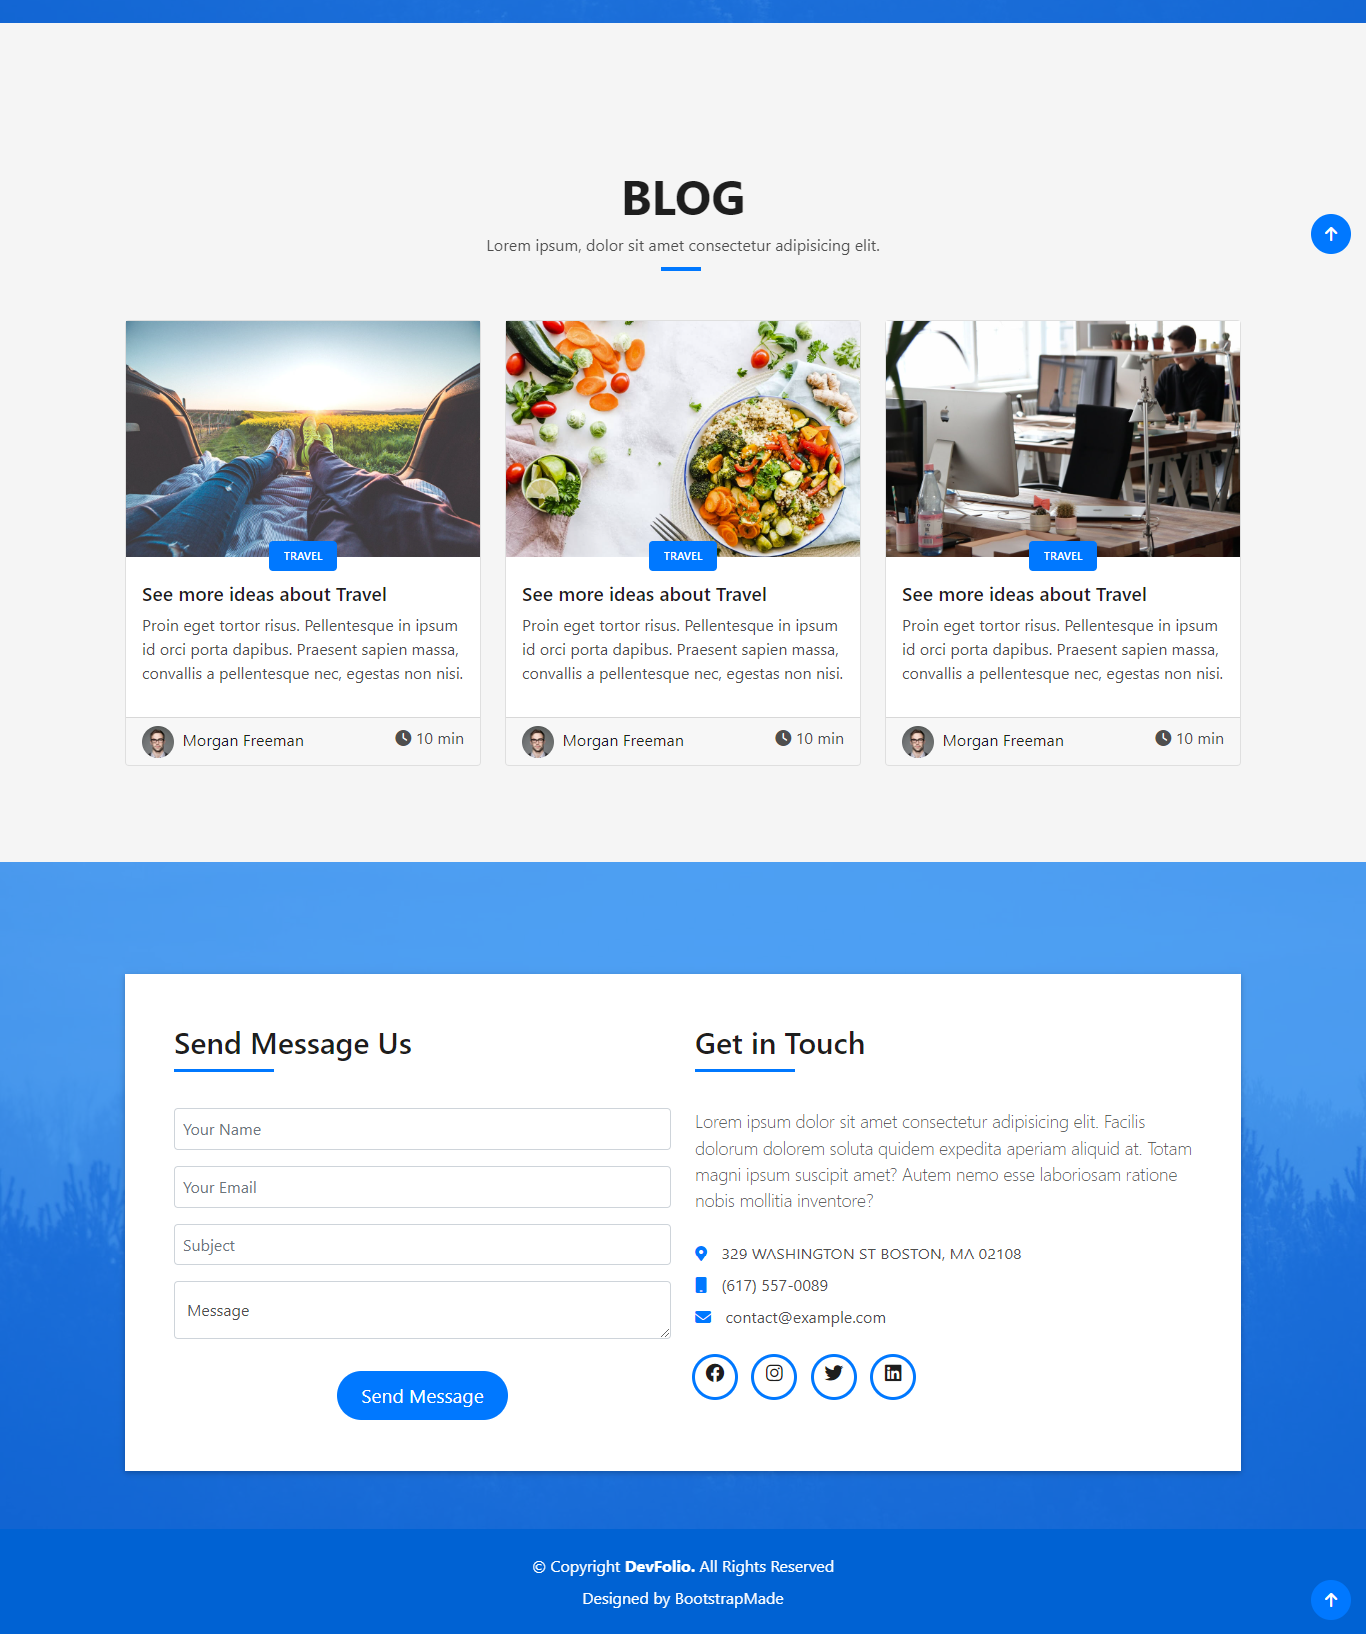 BLOG
Lorem ipsum, dolor sit amet consectetur adipisicing elit.
TRAVEL
See more ideas about Travel
Proin eget tortor risus. Pellentesque in ipsum
id orci porta dapibus. Praesent sapien massa,
convallis a pellentesque nec, egestas non nisi.
Morgan Freeman
10 min
TRAVEL
See more ideas about Travel
Proin eget tortor risus. Pellentesque in ipsum
id orci porta dapibus. Praesent sapien massa,
convallis a pellentesque nec, egestas non nisi.
Morgan Freeman
10 min
TRAVEL
See more ideas about Travel
Proin eget tortor risus. Pellentesque in ipsum
id orci porta dapibus. Praesent sapien massa,
convallis a pellentesque nec, egestas non nisi.
Morgan Freeman
10 min
Send Message Us
Your Name
Your Email
Subject
Message
Send Message
Get in Touch
Lorem ipsum dolor sit amet consectetur adipisicing elit. Facilis
dolorum dolorem soluta quidem expedita aperiam aliquid at. Totam
magni ipsum suscipit amet? Autem nemo esse laboriosam ratione
nobis mollitia inventore?
329 WASHINGTON ST BOSTON, MA 02108
(617) 557-0089
contact@example.com
© Copyright DevFolio. All Rights Reserved
Designed by BootstrapMade